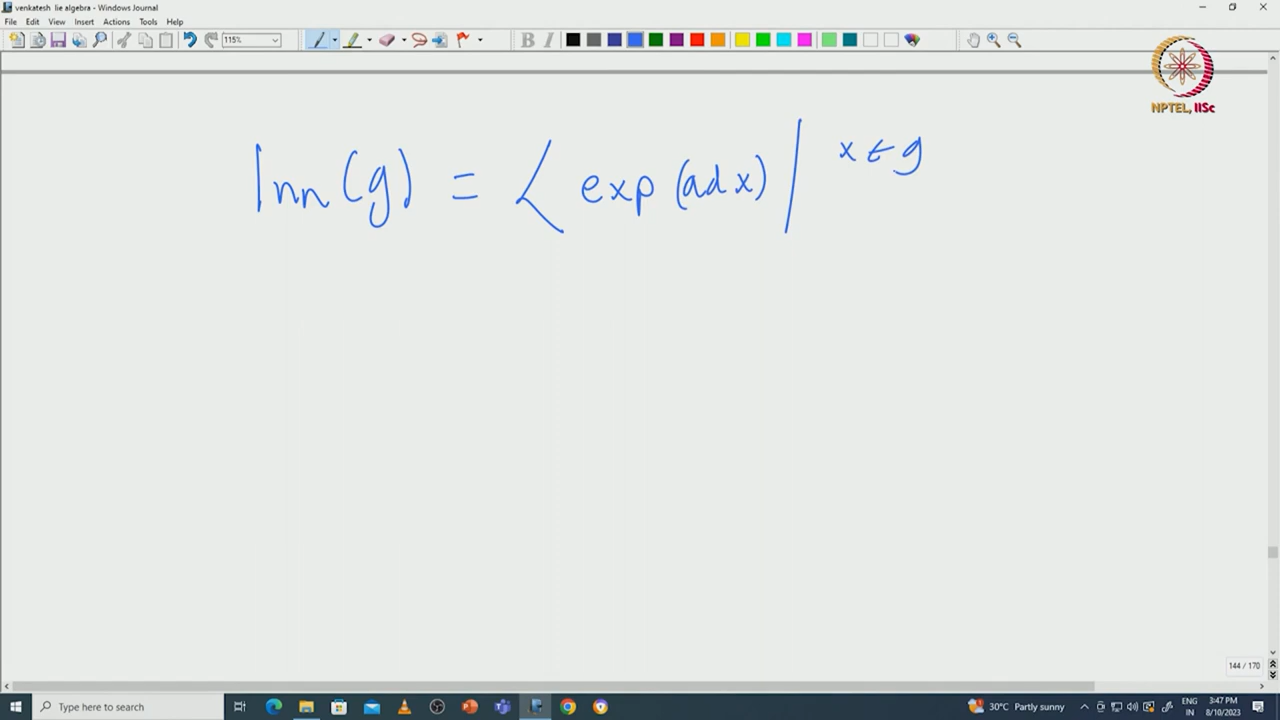 venkatesh lie algebra - Windows Journal
File Edit View Insert Actions Tools Help
115%
B I
NPTEL, IISc
Inn (g) = < exp (ad x) | x ∈ g
144 / 170
Type here to search
30°C Partly sunny
ENG
IN
3:47 PM
8/10/2023